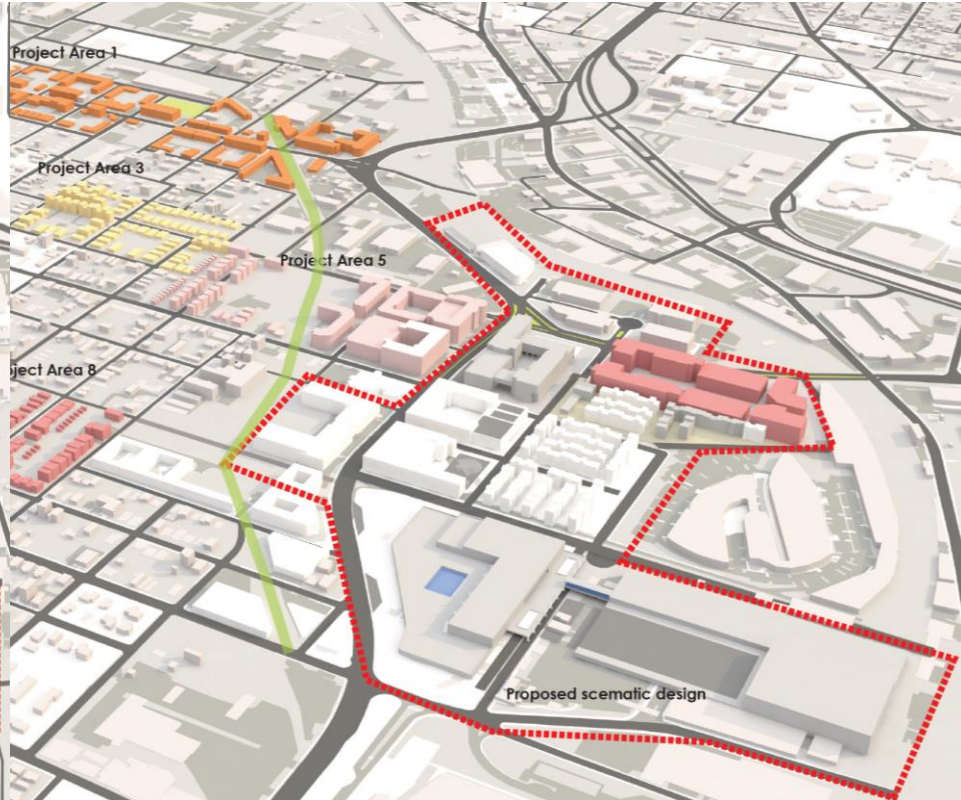 Project Area 1
Project Area 3
Project Area 5
oject Area 8
Proposed scematic design